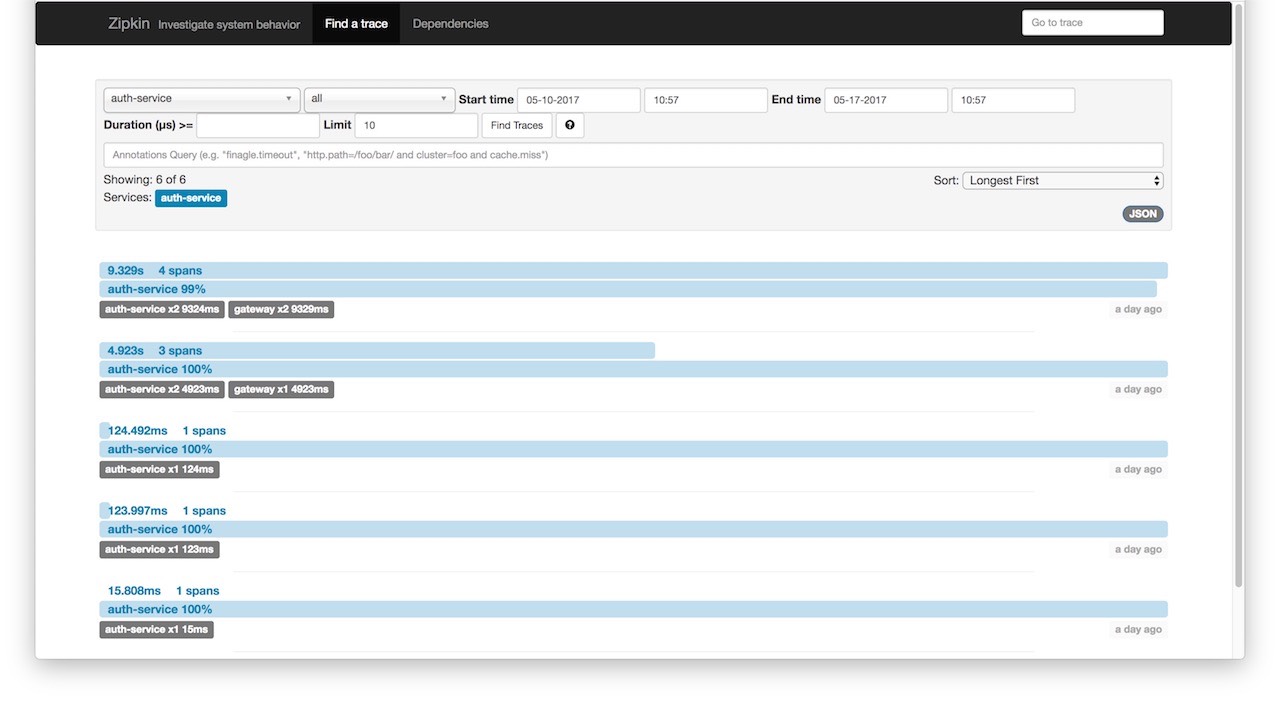 Zipkin Investigate system behavior Find a trace Dependencies Go to trace
auth-service all Start time 05-10-2017 10:57 End time 05-17-2017 10:57
Duration (μs) >= Limit 10 Find Traces ?
Annotations Query (e.g. "finagle.timeout", "http.path=/foo/bar/ and cluster=foo and cache.miss")
Showing: 6 of 6 Sort: Longest First
Services: auth-service
JSON
9.329s 4 spans
auth-service 99%
auth-service x2 9324ms gateway x2 9329ms a day ago
4.923s 3 spans
auth-service 100%
auth-service x2 4923ms gateway x1 4923ms a day ago
124.492ms 1 spans
auth-service 100%
auth-service x1 124ms a day ago
123.997ms 1 spans
auth-service 100%
auth-service x1 123ms a day ago
15.808ms 1 spans
auth-service 100%
auth-service x1 15ms a day ago